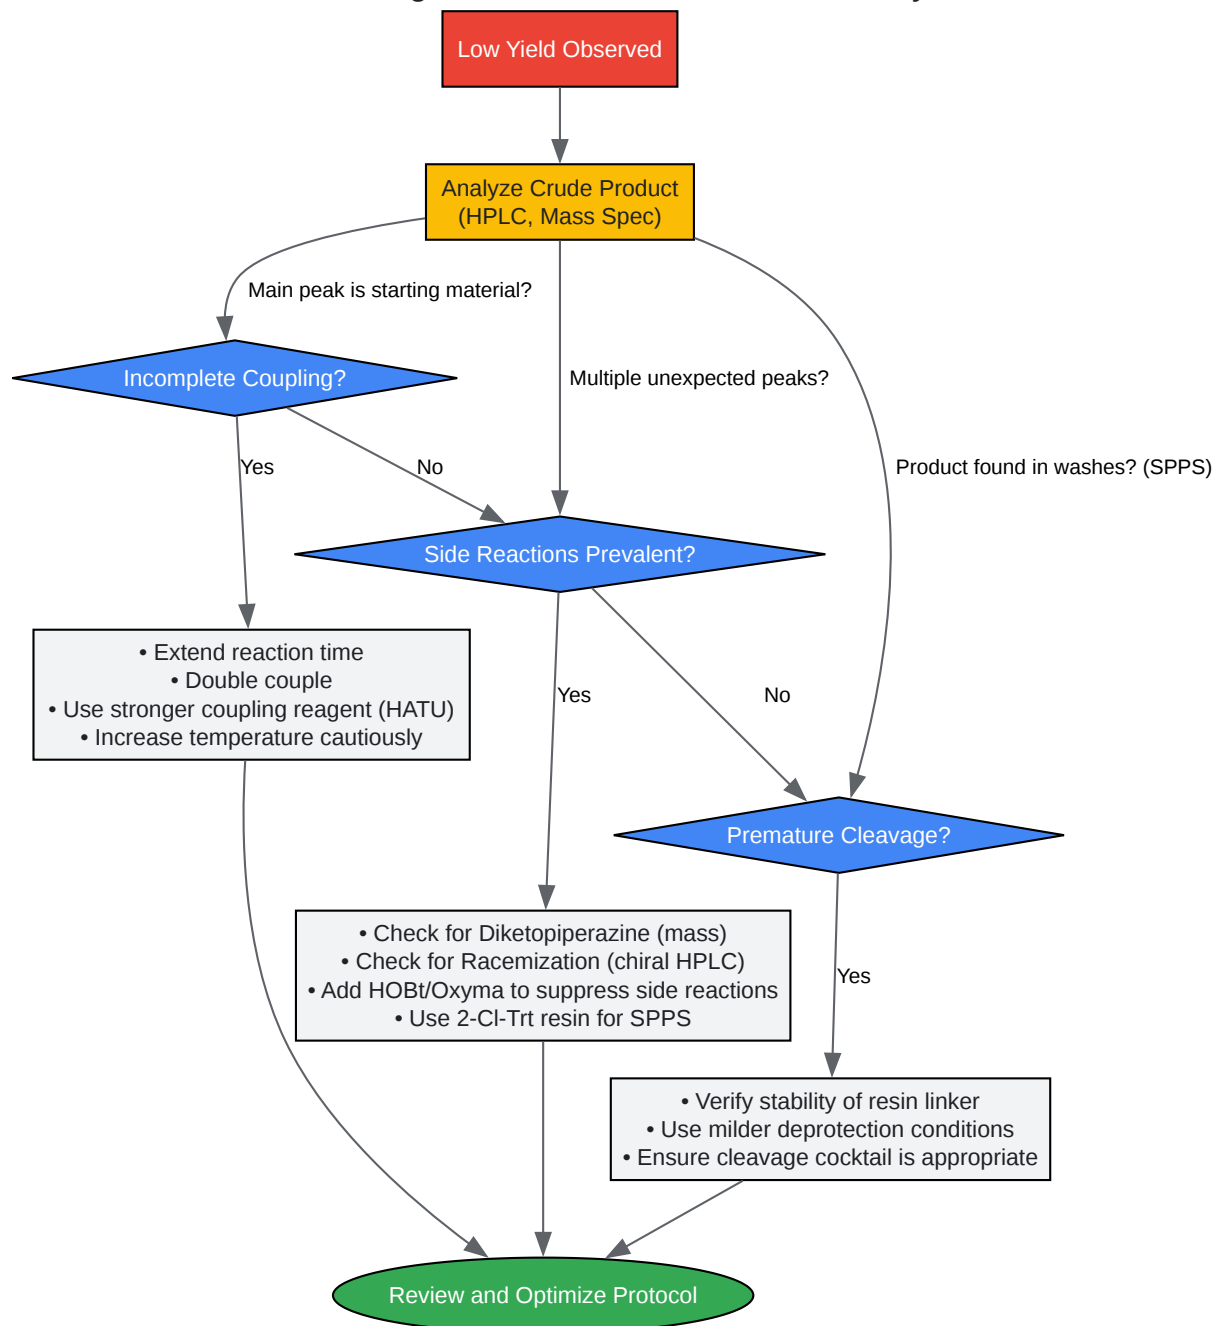 Low Yield Observed
Analyze Crude Product
(HPLC, Mass Spec)
Main peak is starting material?
Incomplete Coupling?
Multiple unexpected peaks?
Yes
No
Product found in washes? (SPPS)
Side Reactions Prevalent?
• Extend reaction time
• Double couple
• Use stronger coupling reagent (HATU)
• Increase temperature cautiously
Yes
No
Premature Cleavage?
• Check for Diketopiperazine (mass)
• Check for Racemization (chiral HPLC)
• Add HOBt/Oxyma to suppress side reactions
• Use 2-Cl-Trt resin for SPPS
Yes
• Verify stability of resin linker
• Use milder deprotection conditions
• Ensure cleavage cocktail is appropriate
Review and Optimize Protocol